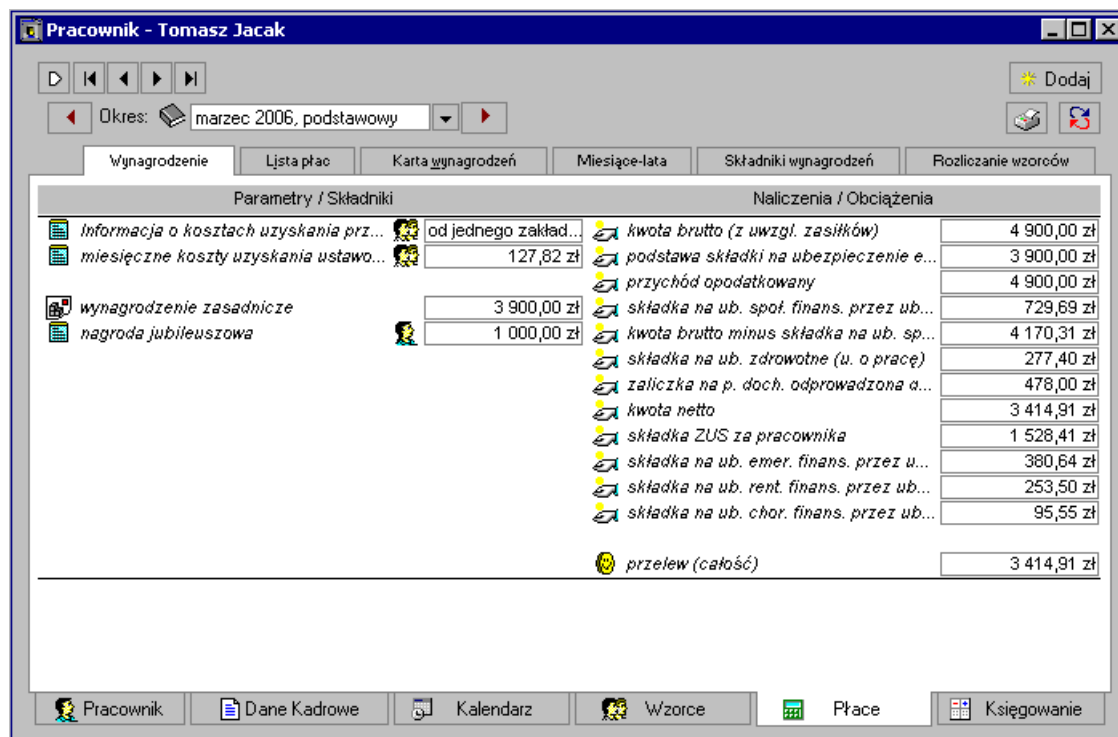 Pracownik - Tomasz Jacak
Dodaj
Okres: marzec 2006, podstawowy
Wynagrodzenie Lista płac Karta wynagrodzeń Miesiące-lata Składniki wynagrodzeń Rozliczanie wzorców
Parametry / Składniki Naliczenia / Obciążenia
Informacja o kosztach uzyskania prz... od jednego zakład... kwota brutto (z uwzgl. zasiłków) 4 900,00 zł
miesięczne koszty uzyskania ustawo... 127,82 zł podstawa składki na ubezpieczenie e... 3 900,00 zł
przychód opodatkowany 4 900,00 zł
wynagrodzenie zasadnicze 3 900,00 zł składka na ub. społ. finans. przez ub... 729,69 zł
nagroda jubileuszowa 1 000,00 zł kwota brutto minus składka na ub. sp... 4 170,31 zł
składka na ub. zdrowotne (u. o pracę) 277,40 zł
zaliczka na p. doch. odprowadzona d... 478,00 zł
kwota netto 3 414,91 zł
składka ZUS za pracownika 1 528,41 zł
składka na ub. emer. finans. przez u... 380,64 zł
składka na ub. rent. finans. przez ub... 253,50 zł
składka na ub. chor. finans. przez ub... 95,55 zł
przelew (całość) 3 414,91 zł
Pracownik Dane Kadrowe Kalendarz Wzorce Płace Księgowanie